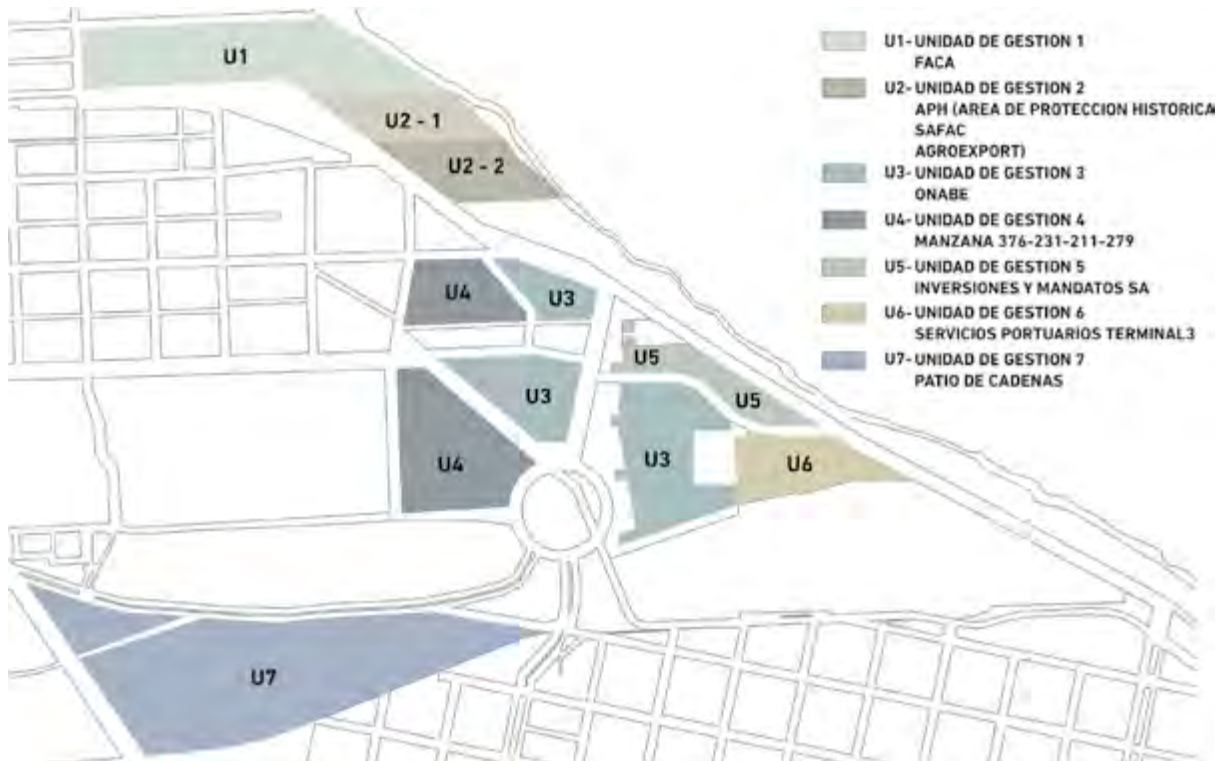 U1
U2 - 1
U2 - 2
U4
U3
U5
U3
U5
U4
U3
U6
U7
U1- UNIDAD DE GESTION 1
FACA
U2- UNIDAD DE GESTION 2
APH (AREA DE PROTECCION HISTORICA
SAFAC
AGROEXPORT)
U3- UNIDAD DE GESTION 3
ONABE
U4- UNIDAD DE GESTION 4
MANZANA 376-231-211-279
U5- UNIDAD DE GESTION 5
INVERSIONES Y MANDATOS SA
U6- UNIDAD DE GESTION 6
SERVICIOS PORTUARIOS TERMINAL3
U7- UNIDAD DE GESTION 7
PATIO DE CADENAS